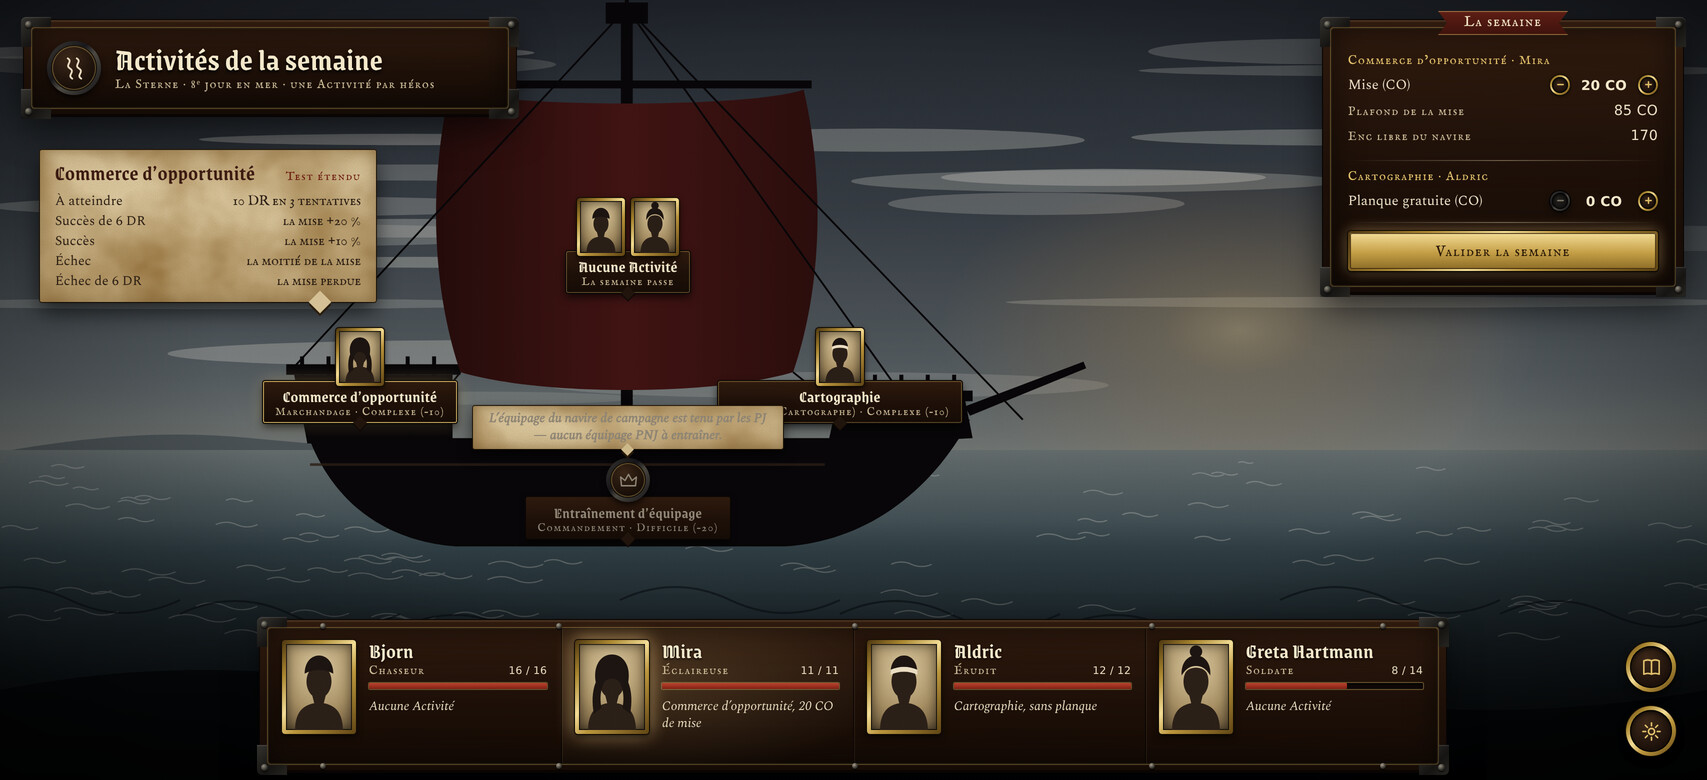 Activités de la semaine
La Sterne · 8e jour en mer · une Activité par héros
Commerce d'opportunité Test étendu
À atteindre 10 DR en 3 tentatives
Succès de 6 DR la mise +20 %
Succès la mise +10 %
Échec la moitié de la mise
Échec de 6 DR la mise perdue
La semaine
Commerce d'opportunité · Mira
Mise (CO) − 20 CO +
Plafond de la mise 85 CO
Enc libre du navire 170
Cartographie · Aldric
Planque gratuite (CO) − 0 CO +
Valider la semaine
Aucune Activité
La semaine passe
Commerce d'opportunité
Marchandage · Complexe (-10)
Cartographie
Cartographe) · Complexe (-10)
L'équipage du navire de campagne est tenu par les PJ
— aucun équipage PNJ à entraîner.
Entraînement d'équipage
Commandement · Difficile (-20)
Bjorn
Chasseur 16 / 16
Aucune Activité
Mira
Éclaireuse 11 / 11
Commerce d'opportunité, 20 CO
de mise
Aldric
Érudit 12 / 12
Cartographie, sans planque
Greta Hartmann
Soldate 8 / 14
Aucune Activité